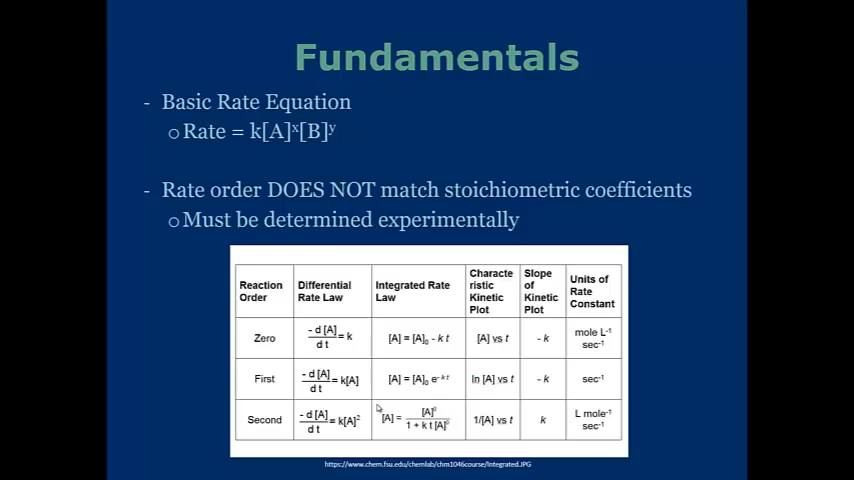 Fundamentals
- Basic Rate Equation
o Rate = k[A]ˣ[B]ʸ
- Rate order DOES NOT match stoichiometric coefficients
o Must be determined experimentally
Reaction Order | Differential Rate Law | Integrated Rate Law | Characte ristic Kinetic Plot | Slope of Kinetic Plot | Units of Rate Constant
Zero | - d [A] / d t = k | [A] = [A]₀ - k t | [A] vs t | - k | mole L⁻¹ sec⁻¹
First | - d [A] / d t = k[A] | [A] = [A]₀ e⁻ᵏᵗ | ln [A] vs t | - k | sec⁻¹
Second | - d [A] / d t = k[A]² | [A] = [A]⁰ / 1 + k t [A]⁰ | 1/[A] vs t | k | L mole⁻¹ sec⁻¹
https://www.chem.fsu.edu/chemlab/chm1046course/Integrated.JPG